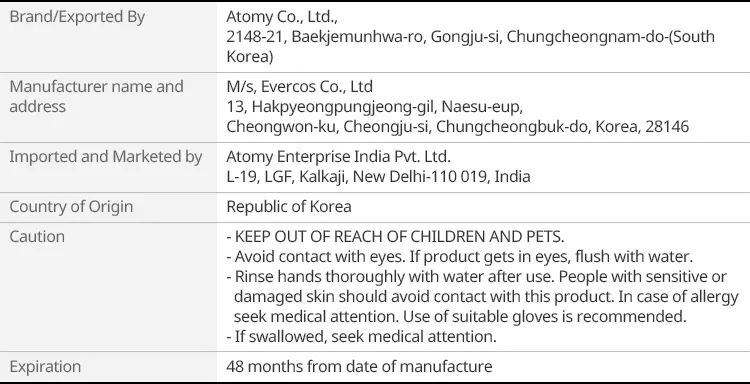 Brand/Exported By
Atomy Co., Ltd.,
2148-21, Baekjemunhwa-ro, Gongju-si, Chungcheongnam-do-(South
Korea)
Manufacturer name and
address
M/s, Evercos Co., Ltd
13, Hakpyeongpungjeong-gil, Naesu-eup,
Cheongwon-ku, Cheongju-si, Chungcheongbuk-do, Korea, 28146
Imported and Marketed by
Atomy Enterprise India Pvt. Ltd.
L-19, LGF, Kalkaji, New Delhi-110 019, India
Country of Origin
Republic of Korea
Caution
- KEEP OUT OF REACH OF CHILDREN AND PETS.
- Avoid contact with eyes. If product gets in eyes, flush with water.
- Rinse hands thoroughly with water after use. People with sensitive or
damaged skin should avoid contact with this product. In case of allergy
seek medical attention. Use of suitable gloves is recommended.
- If swallowed, seek medical attention.
Expiration
48 months from date of manufacture